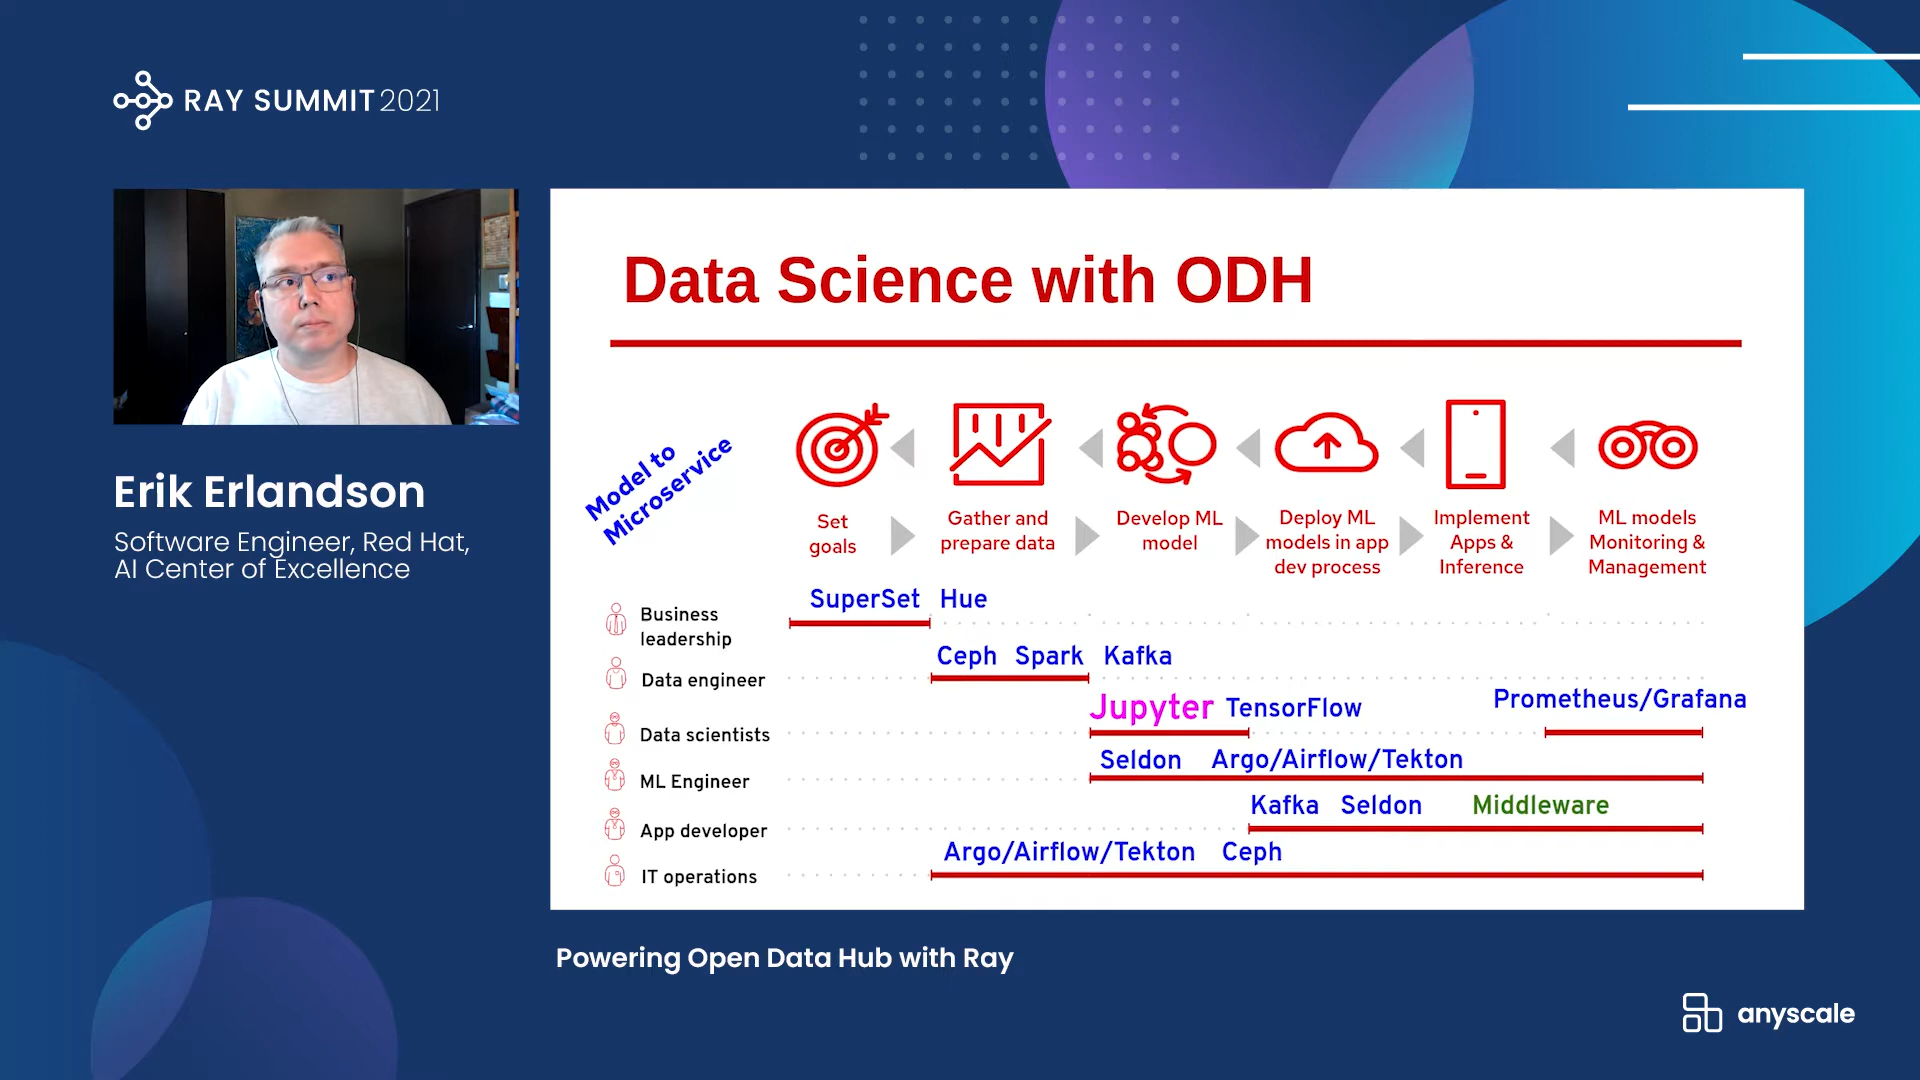 RAY SUMMIT 2021
Erik Erlandson
Software Engineer, Red Hat,
AI Center of Excellence
Data Science with ODH
Model to
Microservice
Set
goals
Gather and
prepare data
Develop ML
model
Deploy ML
models in app
dev process
Implement
Apps &
Inference
ML models
Monitoring &
Management
Business
leadership
SuperSet Hue
Data engineer
Ceph Spark Kafka
Data scientists
Jupyter TensorFlow
Prometheus/Grafana
ML Engineer
Seldon Argo/Airflow/Tekton
App developer
Kafka Seldon Middleware
IT operations
Argo/Airflow/Tekton Ceph
Powering Open Data Hub with Ray
anyscale